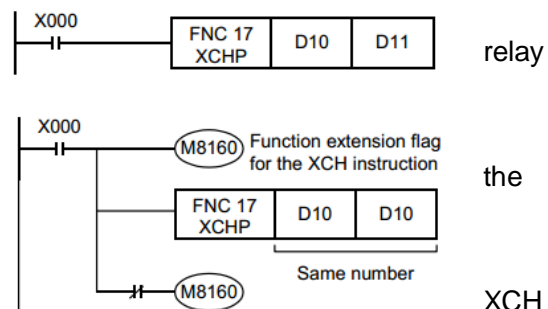 X000
FNC 17 XCHP D10 D11
relay
X000
M8160 Function extension flag for the XCH instruction
the
FNC 17 XCHP D10 D10
Same number
M8160
XCH